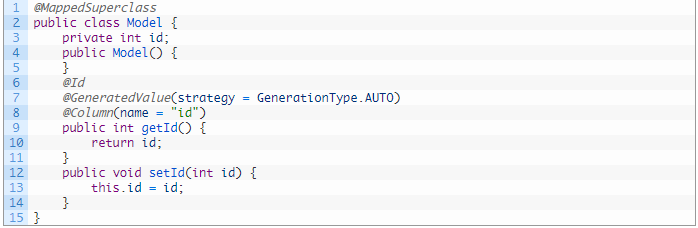 1 @MappedSuperclass
2 public class Model {
3     private int id;
4     public Model() {
5     }
6     @Id
7     @GeneratedValue(strategy = GenerationType.AUTO)
8     @Column(name = "id")
9     public int getId() {
10         return id;
11     }
12     public void setId(int id) {
13         this.id = id;
14     }
15 }